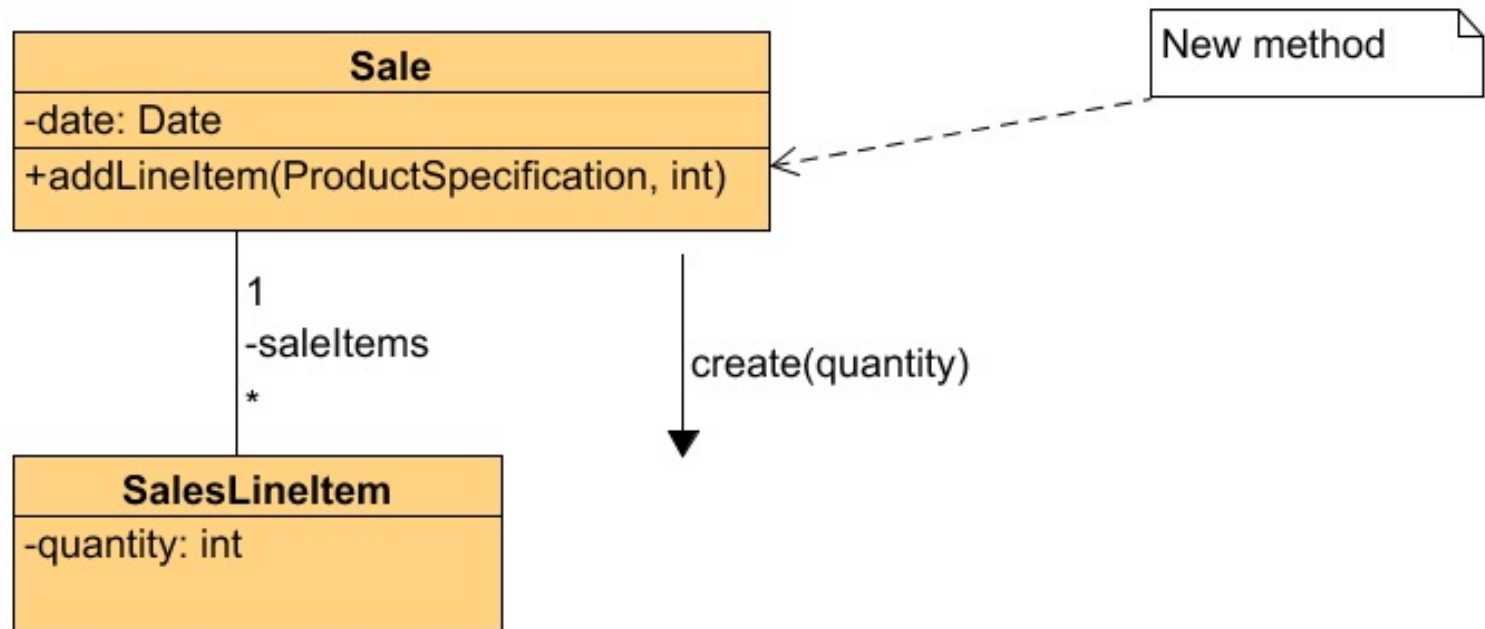 Sale
New method
-date: Date
+addLineItem(ProductSpecification, int)
1
-saleItems
create(quantity)
*
SalesLineItem
-quantity: int